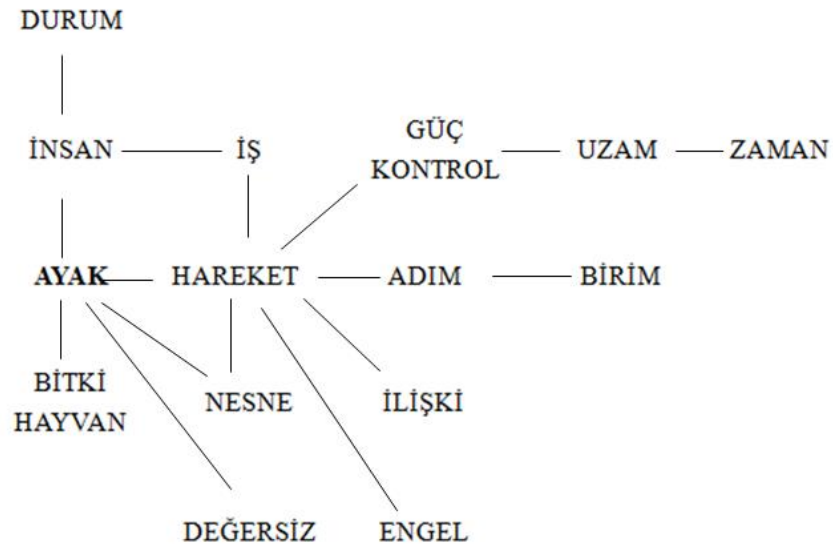 DURUM
İNSAN
İŞ
GÜÇ
KONTROL
UZAM
ZAMAN
AYAK
HAREKET
ADIM
BİRİM
BİTKİ
HAYVAN
NESNE
İLİŞKİ
DEĞERSİZ
ENGEL